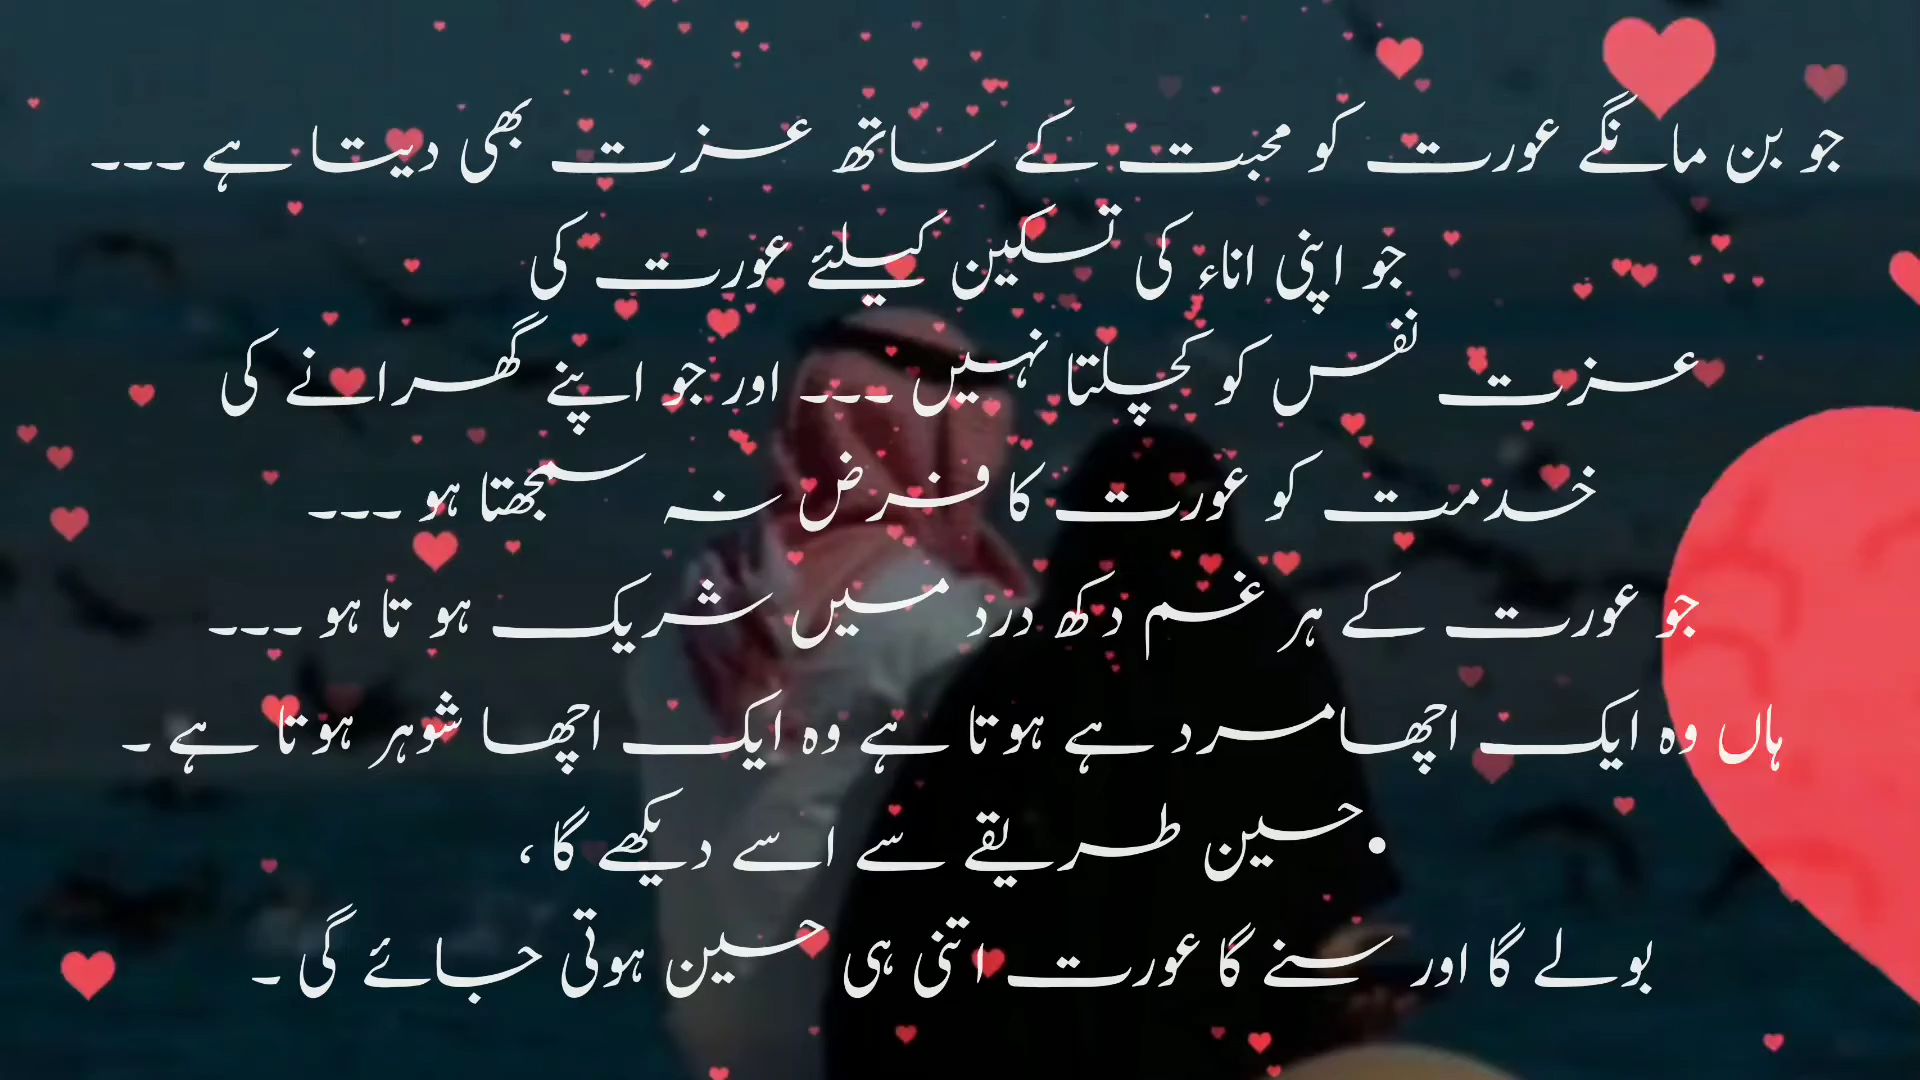 جو بن مانگے عورت کو محبت کے ساتھ عزت بھی دیتا ہے ---
جو اپنی اناء کی تسکین کیلئے عورت کی
عزت نفس کو کچلتا نہیں --- اور جو اپنے گھرانے کی
خدمت کو عورت کا فرض نہ سمجھتا ہو ---
جو عورت کے ہر غم دکھ درد میں شریک ہو تا ہو ---
ہاں وہ ایک اچھا مرد ہے ہوتا ہے وہ ایک اچھا شوہر ہوتا ہے ۔
•حسین طریقے سے اسے دیکھے گا ،
بولے گا اور سنے گا عورت اتنی ہی حسین ہوتی جائے گی ۔